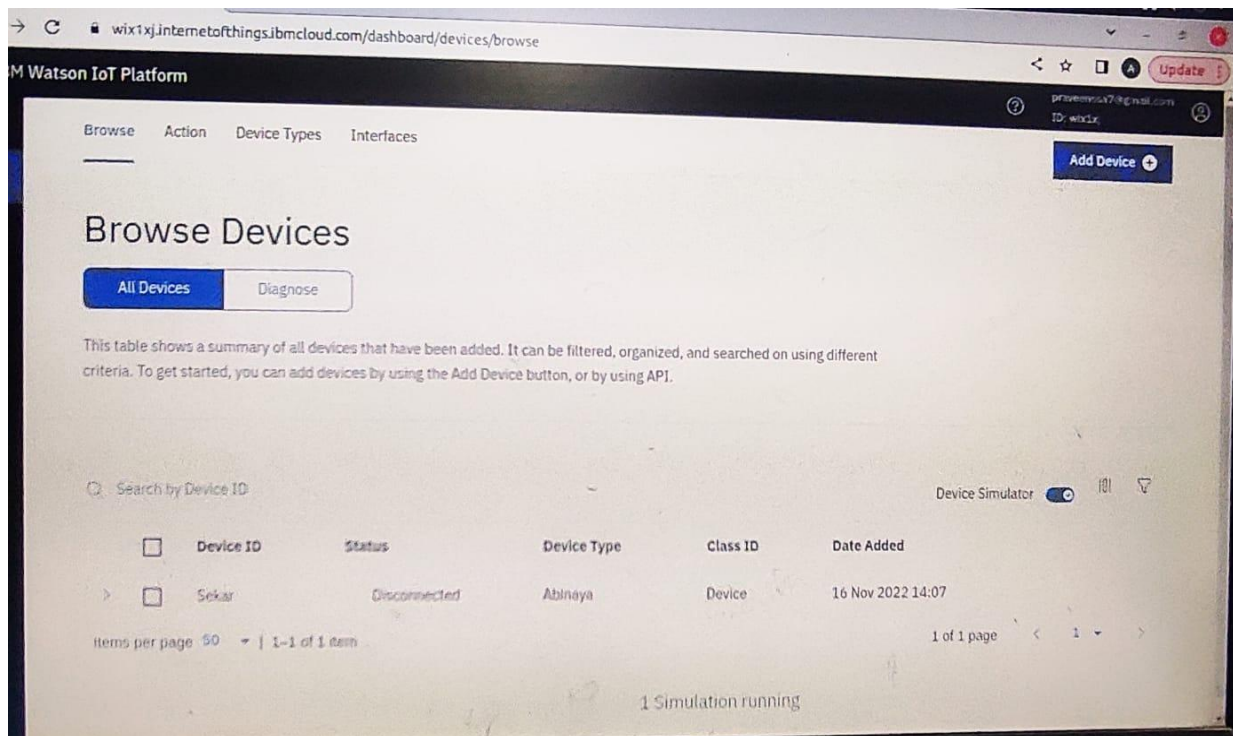 wix1xj.internetofthings.ibmcloud.com/dashboard/devices/browse
Update
M Watson IoT Platform
ID: wix1xj
Browse Action Device Types Interfaces
Add Device
Browse Devices
All Devices Diagnose
This table shows a summary of all devices that have been added. It can be filtered, organized, and searched on using different
criteria. To get started, you can add devices by using the Add Device button, or by using API.
Search by Device ID
Device Simulator
Device ID Status Device Type Class ID Date Added
Sekar Disconnected Abinaya Device 16 Nov 2022 14:07
Items per page 50 | 1–1 of 1 item
1 of 1 page 1
1 Simulation running